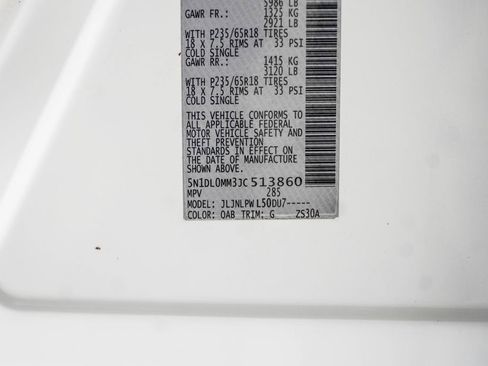 5986 LB
GAWR FR.: 1325 KG
2921 LB
WITH P235/65R18 TIRES
18 X 7.5 RIMS AT 33 PSI
COLD SINGLE
GAWR RR.: 1415 KG
3120 LB
WITH P235/65R18 TIRES
18 X 7.5 RIMS AT 33 PSI
COLD SINGLE
THIS VEHICLE CONFORMS TO
ALL APPLICABLE FEDERAL
MOTOR VEHICLE SAFETY AND
THEFT PREVENTION
STANDARDS IN EFFECT ON
THE DATE OF MANUFACTURE
SHOWN ABOVE.
5N1DL0MM3JC513860
MPV 285
MODEL: JLJNLPW L50DU7-----
COLOR: QAB TRIM: G ZS30A